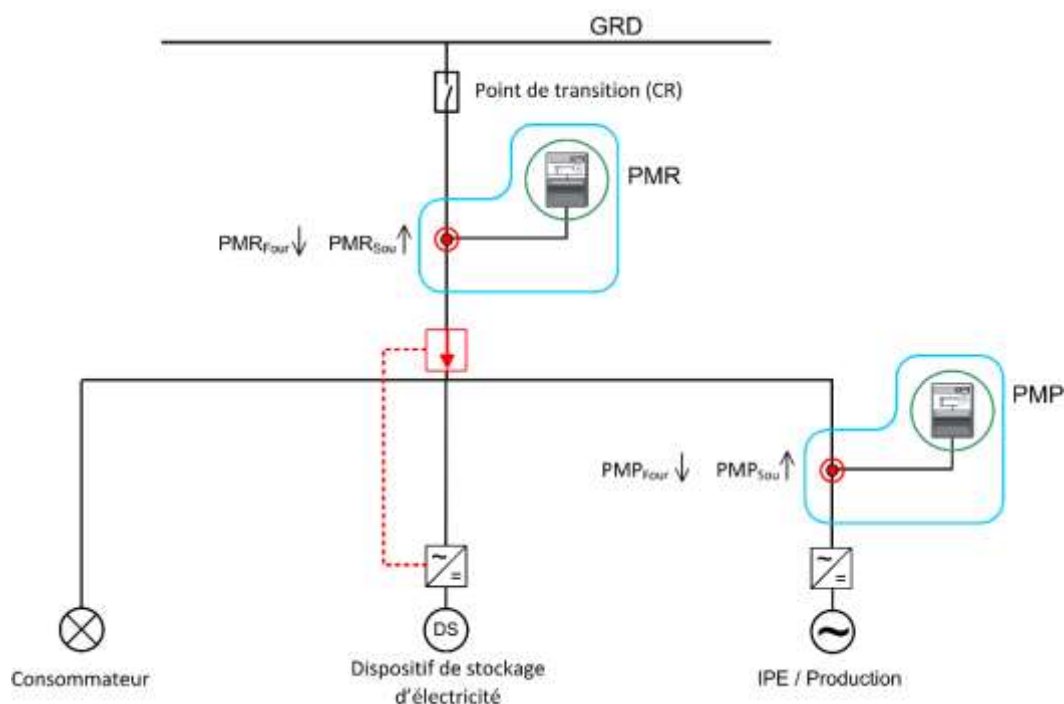 GRD
Point de transition (CR)
PMR
PMRFour PMRSou
PMP
PMPFour PMPSou
~
=
~
=
DS
Consommateur
Dispositif de stockage
d'électricité
IPE / Production